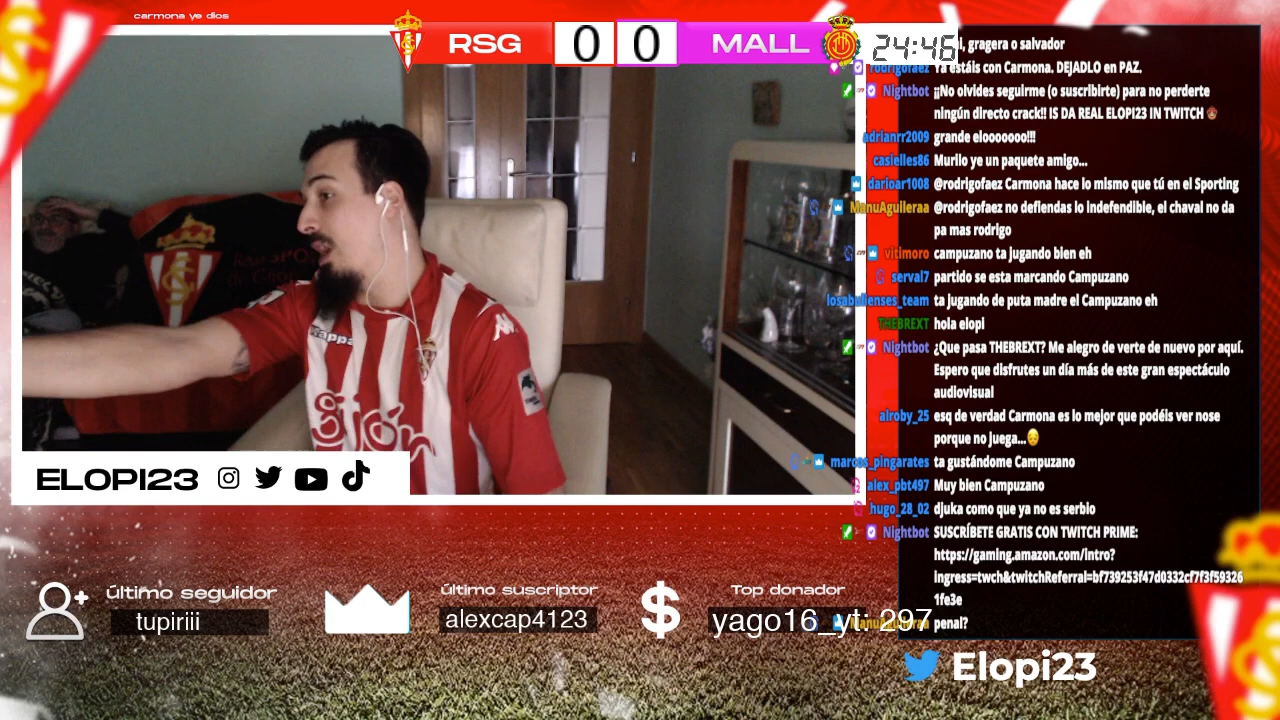 carmona ye dios
RSG 0 0 MALL 24:46
i, gragera o salvador
rodrigofaez Ya estáis con Carmona. DEJADLO en PAZ.
Nightbot ¡¡No olvides seguirme (o suscribirte) para no perderte
ningún directo crack!! IS DA REAL ELOPI23 IN TWITCH
adrianrr2009 grande elooooooo!!!
casielles86 Murilo ye un paquete amigo...
darioar1008 @rodrigofaez Carmona hace lo mismo que tú en el Sporting
ManuAguileraa @rodrigofaez no defiendas lo indefendible, el chaval no da
pa mas rodrigo
vitimoro campuzano ta jugando bien eh
serval7 partido se esta marcando Campuzano
losabulienses_team ta jugando de puta madre el Campuzano eh
THEBREXT hola elopi
Nightbot ¿Que pasa THEBREXT? Me alegro de verte de nuevo por aquí.
Espero que disfrutes un día más de este gran espectáculo
audiovisual
alroby_25 esq de verdad Carmona es lo mejor que podéis ver nose
porque no juega...
marcos_pingarates ta gustándome Campuzano
alex_pbt497 Muy bien Campuzano
hugo_28_02 djuka como que ya no es serbio
Nightbot SUSCRÍBETE GRATIS CON TWITCH PRIME:
https://gaming.amazon.com/intro?
ingress=twch&twitchReferral=bf739253f47d0332cf7f3f59326
1fe3e
ManuAguileraa penal?
Kappa
Gijón
ELOPI23
último seguidor
tupiriii
último suscriptor
alexcap4123
Top donador
yago16_yt: 297
Elopi23